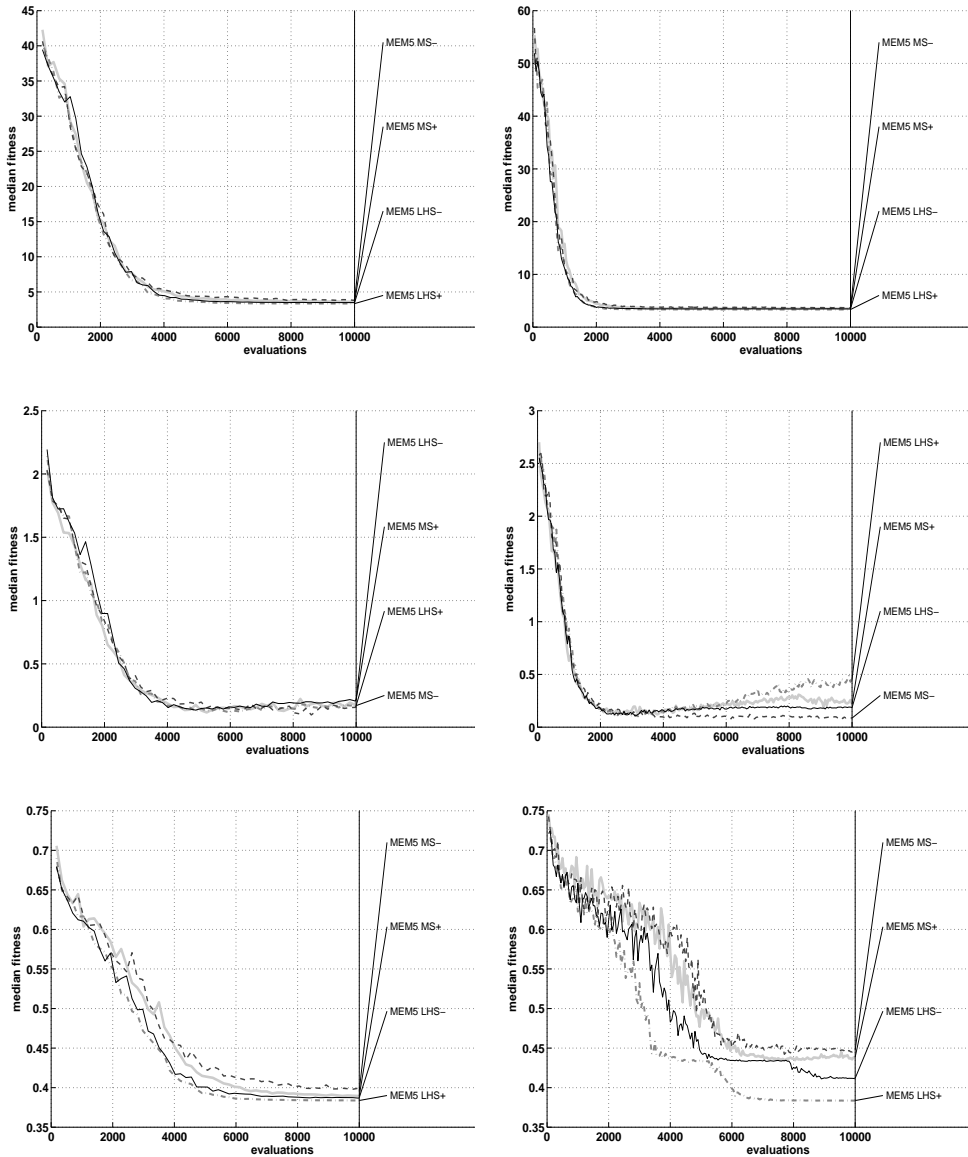 45
40
35
30
25
20
15
10
5
0
median fitness
0 2000 4000 6000 8000 10000
evaluations
MEM5 MS−
MEM5 MS+
MEM5 LHS−
MEM5 LHS+
60
50
40
30
20
10
0
median fitness
0 2000 4000 6000 8000 10000
evaluations
MEM5 MS−
MEM5 MS+
MEM5 LHS−
MEM5 LHS+
2.5
2
1.5
1
0.5
0
median fitness
0 2000 4000 6000 8000 10000
evaluations
MEM5 LHS−
MEM5 MS+
MEM5 LHS+
MEM5 MS−
3
2.5
2
1.5
1
0.5
0
median fitness
0 2000 4000 6000 8000 10000
evaluations
MEM5 LHS+
MEM5 MS+
MEM5 LHS−
MEM5 MS−
0.75
0.7
0.65
0.6
0.55
0.5
0.45
0.4
0.35
median fitness
0 2000 4000 6000 8000 10000
evaluations
MEM5 MS−
MEM5 MS+
MEM5 LHS−
MEM5 LHS+
0.75
0.7
0.65
0.6
0.55
0.5
0.45
0.4
0.35
median fitness
0 2000 4000 6000 8000 10000
evaluations
MEM5 MS−
MEM5 MS+
MEM5 LHS−
MEM5 LHS+